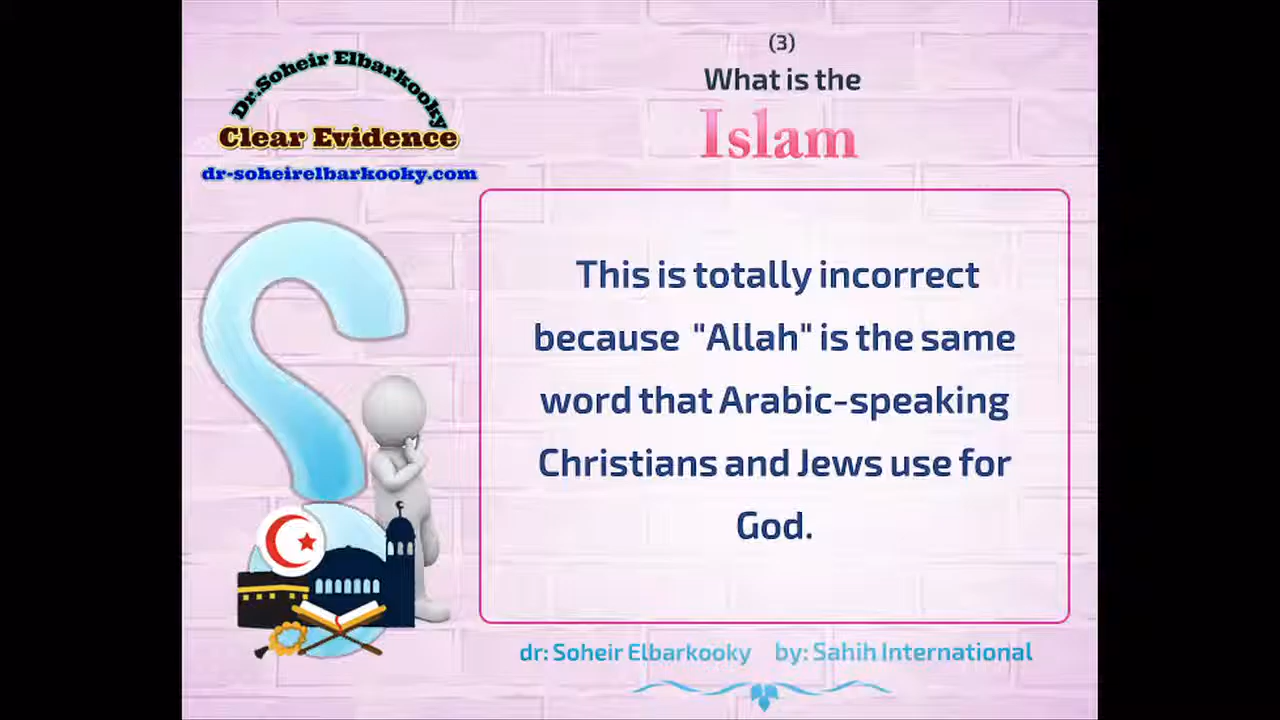 Dr.Soheir Elbarkooky
Clear Evidence
dr-soheirelbarkooky.com
(3)
What is the
Islam
This is totally incorrect
because "Allah" is the same
word that Arabic-speaking
Christians and Jews use for
God.
dr: Soheir Elbarkooky by: Sahih International